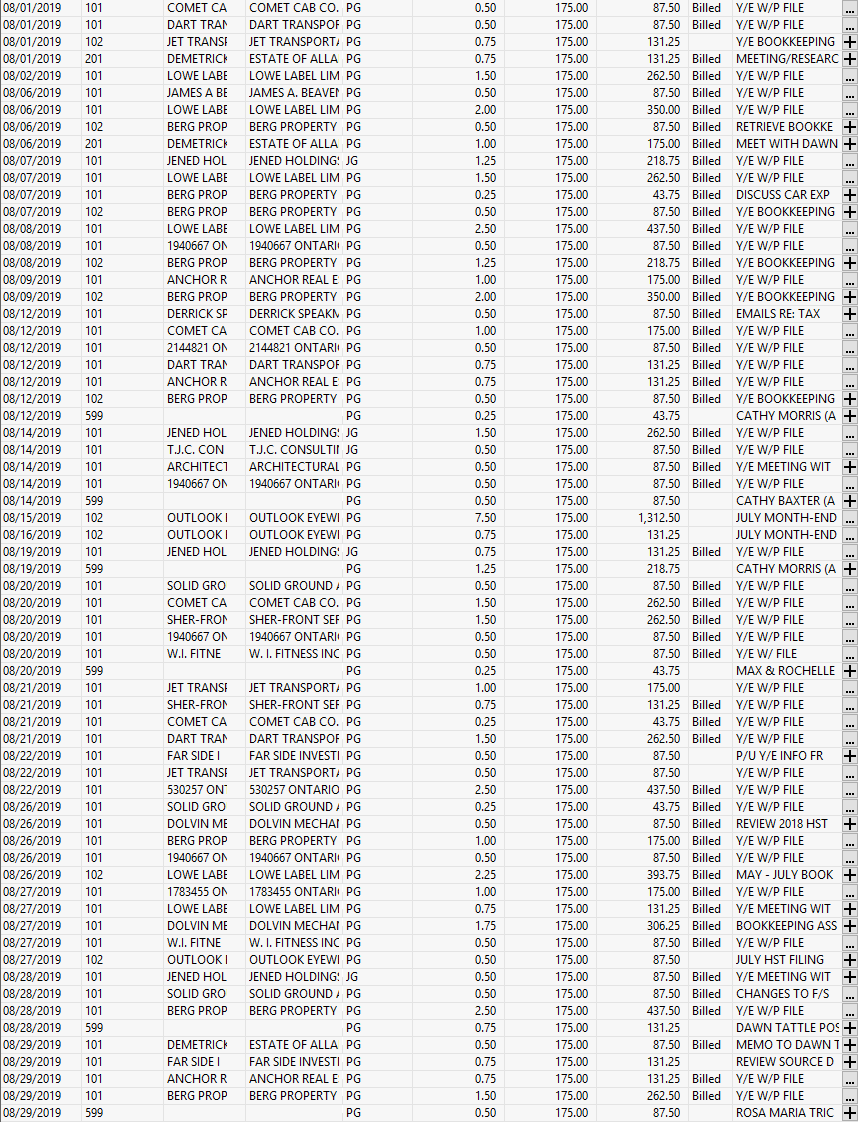 08/01/2019 101 COMET CA COMET CAB CO. PG 0.50 175.00 87.50 Billed Y/E W/P FILE ...
08/01/2019 101 DART TRAN DART TRANSPOR PG 0.50 175.00 87.50 Billed Y/E W/P FILE ...
08/01/2019 102 JET TRANSP JET TRANSPORTA PG 0.75 175.00 131.25 Y/E BOOKKEEPING +
08/01/2019 201 DEMETRICK ESTATE OF ALLA PG 0.75 175.00 131.25 Billed MEETING/RESEARC +
08/02/2019 101 LOWE LABE LOWE LABEL LIM PG 1.50 175.00 262.50 Billed Y/E W/P FILE ...
08/06/2019 101 JAMES A BE JAMES A. BEAVEN PG 0.50 175.00 87.50 Billed Y/E W/P FILE ...
08/06/2019 101 LOWE LABE LOWE LABEL LIM PG 2.00 175.00 350.00 Billed Y/E W/P FILE ...
08/06/2019 102 BERG PROP BERG PROPERTY PG 0.50 175.00 87.50 Billed RETRIEVE BOOKKE +
08/06/2019 201 DEMETRICK ESTATE OF ALLA PG 1.00 175.00 175.00 Billed MEET WITH DAWN +
08/07/2019 101 JENED HOL JENED HOLDINGS JG 1.25 175.00 218.75 Billed Y/E W/P FILE ...
08/07/2019 101 LOWE LABE LOWE LABEL LIM PG 1.50 175.00 262.50 Billed Y/E W/P FILE ...
08/07/2019 101 BERG PROP BERG PROPERTY PG 0.25 175.00 43.75 Billed DISCUSS CAR EXP +
08/07/2019 102 BERG PROP BERG PROPERTY PG 0.50 175.00 87.50 Billed Y/E BOOKKEEPING +
08/08/2019 101 LOWE LABE LOWE LABEL LIM PG 2.50 175.00 437.50 Billed Y/E W/P FILE ...
08/08/2019 101 1940667 ON 1940667 ONTARI PG 0.50 175.00 87.50 Billed Y/E W/P FILE ...
08/08/2019 102 BERG PROP BERG PROPERTY PG 1.25 175.00 218.75 Billed Y/E BOOKKEEPING +
08/09/2019 101 ANCHOR R ANCHOR REAL E PG 1.00 175.00 175.00 Billed Y/E W/P FILE ...
08/09/2019 102 BERG PROP BERG PROPERTY PG 2.00 175.00 350.00 Billed Y/E BOOKKEEPING +
08/12/2019 101 DERRICK SP DERRICK SPEAKM PG 0.50 175.00 87.50 Billed EMAILS RE: TAX +
08/12/2019 101 COMET CA COMET CAB CO. PG 1.00 175.00 175.00 Billed Y/E W/P FILE ...
08/12/2019 101 2144821 ON 2144821 ONTARI PG 0.50 175.00 87.50 Billed Y/E W/P FILE ...
08/12/2019 101 DART TRAN DART TRANSPOR PG 0.75 175.00 131.25 Billed Y/E W/P FILE ...
08/12/2019 101 ANCHOR R ANCHOR REAL E PG 0.75 175.00 131.25 Billed Y/E W/P FILE ...
08/12/2019 102 BERG PROP BERG PROPERTY PG 0.50 175.00 87.50 Billed Y/E BOOKKEEPING +
08/12/2019 599 PG 0.25 175.00 43.75 CATHY MORRIS (A +
08/14/2019 101 JENED HOL JENED HOLDINGS JG 1.50 175.00 262.50 Billed Y/E W/P FILE ...
08/14/2019 101 T.J.C. CON T.J.C. CONSULTI JG 0.50 175.00 87.50 Billed Y/E W/P FILE ...
08/14/2019 101 ARCHITECT ARCHITECTURAL PG 0.50 175.00 87.50 Billed Y/E MEETING WIT +
08/14/2019 101 1940667 ON 1940667 ONTARI PG 0.50 175.00 87.50 Billed Y/E W/P FILE ...
08/14/2019 599 PG 0.50 175.00 87.50 CATHY BAXTER (A +
08/15/2019 102 OUTLOOK E OUTLOOK EYEWE PG 7.50 175.00 1,312.50 JULY MONTH-END +
08/16/2019 102 OUTLOOK E OUTLOOK EYEWE PG 0.75 175.00 131.25 JULY MONTH-END +
08/19/2019 101 JENED HOL JENED HOLDINGS JG 0.75 175.00 131.25 Billed Y/E W/P FILE ...
08/19/2019 599 PG 1.25 175.00 218.75 CATHY MORRIS (A +
08/20/2019 101 SOLID GRO SOLID GROUND A PG 0.50 175.00 87.50 Billed Y/E W/P FILE ...
08/20/2019 101 COMET CA COMET CAB CO. PG 1.50 175.00 262.50 Billed Y/E W/P FILE ...
08/20/2019 101 SHER-FRON SHER-FRONT SER PG 1.50 175.00 262.50 Billed Y/E W/P FILE ...
08/20/2019 101 1940667 ON 1940667 ONTARI PG 0.50 175.00 87.50 Billed Y/E W/P FILE ...
08/20/2019 101 W.I. FITNE W. I. FITNESS INC PG 0.50 175.00 87.50 Billed Y/E W/ FILE ...
08/20/2019 599 PG 0.25 175.00 43.75 MAX & ROCHELLE +
08/21/2019 101 JET TRANSP JET TRANSPORTA PG 1.00 175.00 175.00 Y/E W/P FILE ...
08/21/2019 101 SHER-FRON SHER-FRONT SER PG 0.75 175.00 131.25 Billed Y/E W/P FILE ...
08/21/2019 101 COMET CA COMET CAB CO. PG 0.25 175.00 43.75 Billed Y/E W/P FILE ...
08/21/2019 101 DART TRAN DART TRANSPOR PG 1.50 175.00 262.50 Billed Y/E W/P FILE ...
08/22/2019 101 FAR SIDE I FAR SIDE INVESTI PG 0.50 175.00 87.50 P/U Y/E INFO FR +
08/22/2019 101 JET TRANSP JET TRANSPORTA PG 0.50 175.00 87.50 Y/E W/P FILE ...
08/22/2019 101 530257 ONT 530257 ONTARIO PG 2.50 175.00 437.50 Billed Y/E W/P FILE ...
08/26/2019 101 SOLID GRO SOLID GROUND A PG 0.25 175.00 43.75 Billed Y/E W/P FILE ...
08/26/2019 101 DOLVIN ME DOLVIN MECHAN PG 0.50 175.00 87.50 Billed REVIEW 2018 HST +
08/26/2019 101 BERG PROP BERG PROPERTY PG 1.00 175.00 175.00 Billed Y/E W/P FILE ...
08/26/2019 101 1940667 ON 1940667 ONTARI PG 0.50 175.00 87.50 Billed Y/E W/P FILE ...
08/26/2019 102 LOWE LABE LOWE LABEL LIM PG 2.25 175.00 393.75 Billed MAY - JULY BOOK +
08/27/2019 101 1783455 ON 1783455 ONTARI PG 1.00 175.00 175.00 Billed Y/E W/P FILE ...
08/27/2019 101 LOWE LABE LOWE LABEL LIM PG 0.75 175.00 131.25 Billed Y/E MEETING WIT +
08/27/2019 101 DOLVIN ME DOLVIN MECHAN PG 1.75 175.00 306.25 Billed BOOKKEEPING ASS +
08/27/2019 101 W.I. FITNE W. I. FITNESS INC PG 0.50 175.00 87.50 Billed Y/E W/P FILE ...
08/27/2019 102 OUTLOOK E OUTLOOK EYEWE PG 0.50 175.00 87.50 JULY HST FILING +
08/28/2019 101 JENED HOL JENED HOLDINGS JG 0.50 175.00 87.50 Billed Y/E MEETING WIT +
08/28/2019 101 SOLID GRO SOLID GROUND A PG 0.50 175.00 87.50 Billed CHANGES TO F/S ...
08/28/2019 101 BERG PROP BERG PROPERTY PG 2.50 175.00 437.50 Billed Y/E W/P FILE ...
08/28/2019 599 PG 0.75 175.00 131.25 DAWN TATTLE POS +
08/29/2019 101 DEMETRICK ESTATE OF ALLA PG 0.50 175.00 87.50 Billed MEMO TO DAWN T +
08/29/2019 101 FAR SIDE I FAR SIDE INVESTI PG 0.75 175.00 131.25 REVIEW SOURCE D +
08/29/2019 101 ANCHOR R ANCHOR REAL E PG 0.75 175.00 131.25 Billed Y/E W/P FILE ...
08/29/2019 101 BERG PROP BERG PROPERTY PG 1.50 175.00 262.50 Billed Y/E W/P FILE ...
08/29/2019 599 PG 0.50 175.00 87.50 ROSA MARIA TRIC +